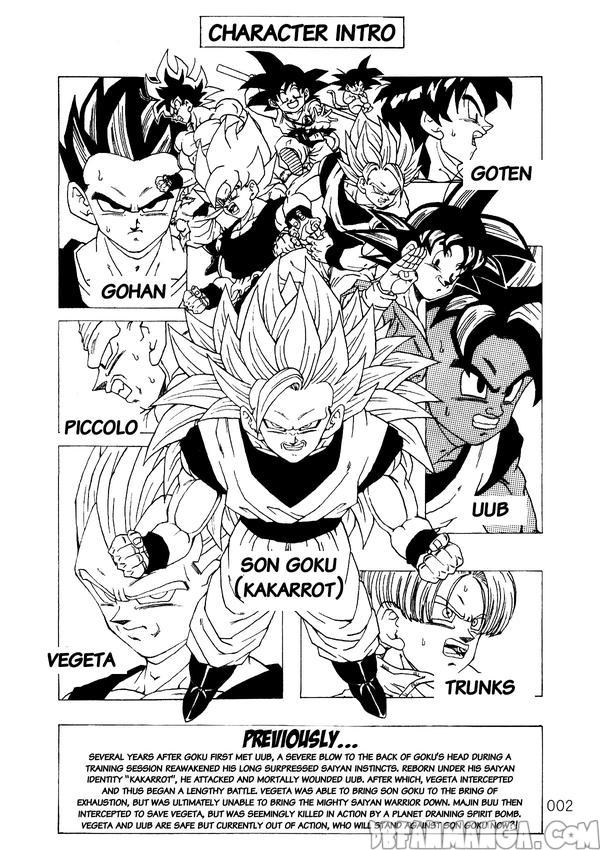 CHARACTER INTRO
GOTEN
GOHAN
PICCOLO
UUB
SON GOKU
(KAKARROT)
VEGETA
TRUNKS
PREVIOUSLY...
SEVERAL YEARS AFTER GOKU FIRST MET UUB, A SEVERE BLOW TO THE BACK OF GOKU'S HEAD DURING A
TRAINING SESSION REAWAKENED HIS LONG SURPRESSED SAIYAN INSTINCTS. REBORN UNDER HIS SAIYAN
IDENTITY "KAKARROT", HE ATTACKED AND MORTALLY WOUNDED UUB. AFTER WHICH, VEGETA INTERCEPTED
AND THUS BEGAN A LENGTHY BATTLE. VEGETA WAS ABLE TO BRING SON GOKU TO THE BRING OF
EXHAUSTION, BUT WAS ULTIMATELY UNABLE TO BRING THE MIGHTY SAIYAN WARRIOR DOWN. MAJIN BUU THEN
INTERCEPTED TO SAVE VEGETA, BUT WAS SEEMINGLY KILLED IN ACTION BY A PLANET DRAINING SPIRIT BOMB.
VEGETA AND UUB ARE SAFE BUT CURRENTLY OUT OF ACTION, WHO WILL STAND AGAINST SON GOKU NOW?!
002
DBFANMANGA.COM